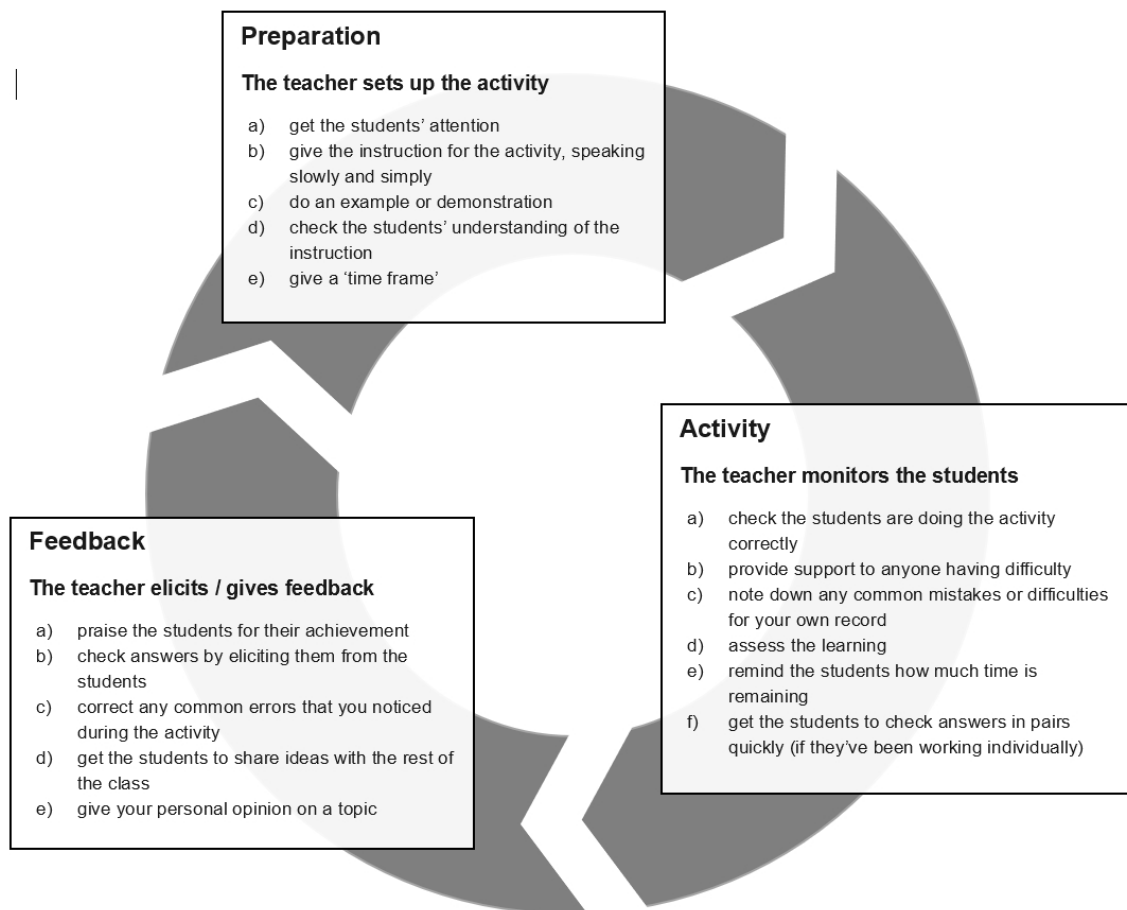 Preparation
The teacher sets up the activity
a) get the students' attention
b) give the instruction for the activity, speaking
slowly and simply
c) do an example or demonstration
d) check the students' understanding of the
instruction
e) give a 'time frame'
Activity
The teacher monitors the students
a) check the students are doing the activity
correctly
b) provide support to anyone having difficulty
c) note down any common mistakes or difficulties
for your own record
d) assess the learning
e) remind the students how much time is
remaining
f) get the students to check answers in pairs
quickly (if they've been working individually)
Feedback
The teacher elicits / gives feedback
a) praise the students for their achievement
b) check answers by eliciting them from the
students
c) correct any common errors that you noticed
during the activity
d) get the students to share ideas with the rest of
the class
e) give your personal opinion on a topic